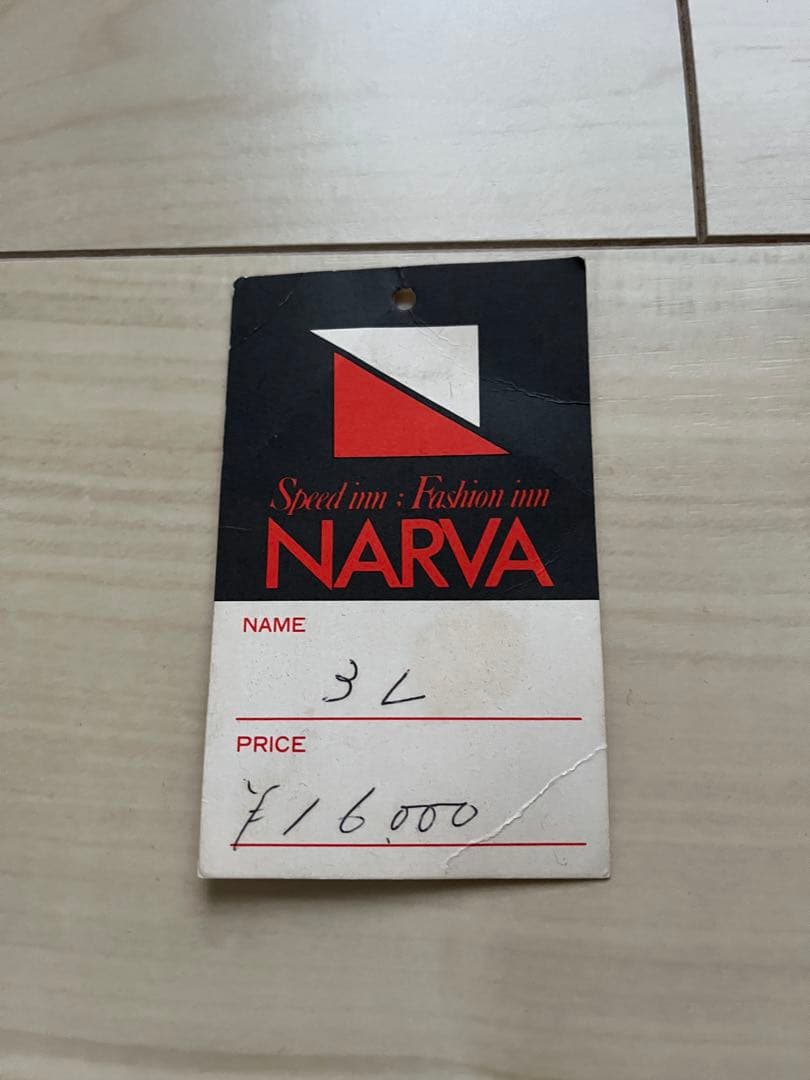 Speed inn ; Fashion inn
NARVA
NAME
3L
PRICE
¥16,000